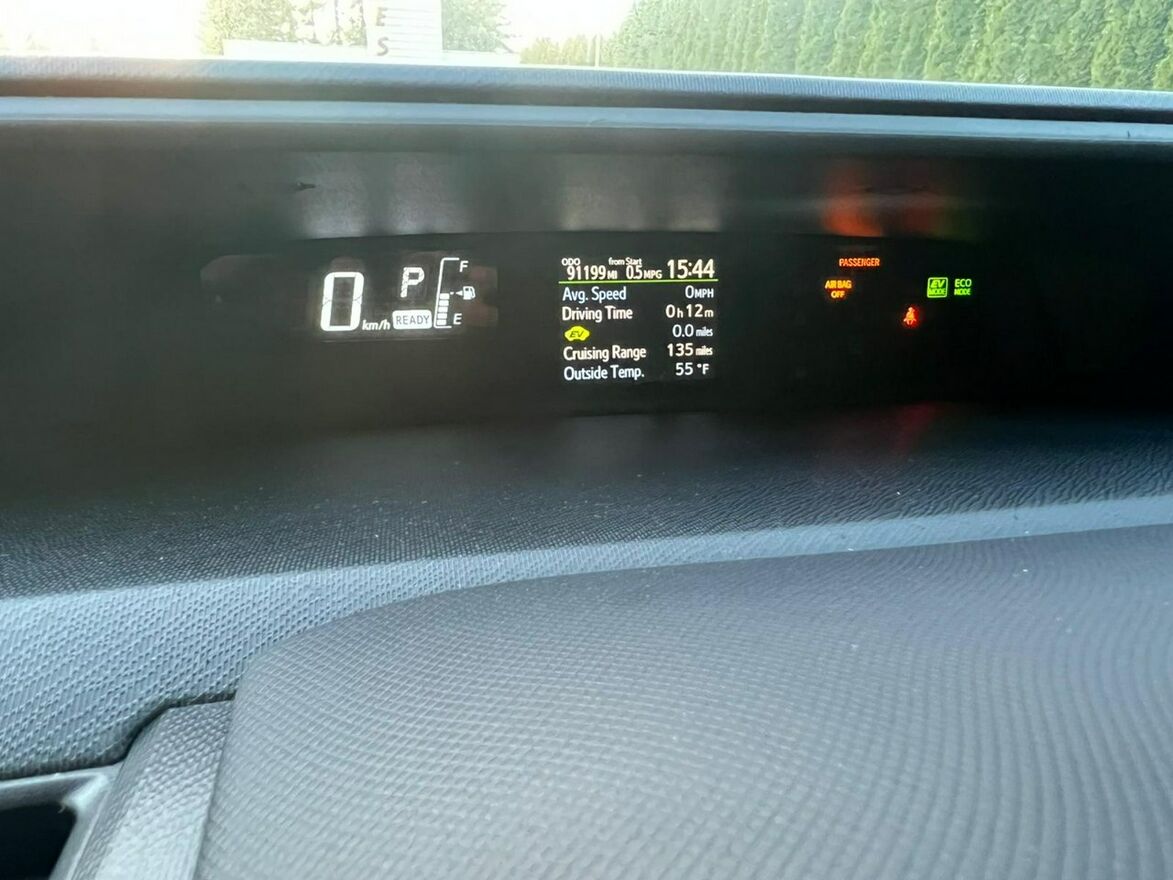 E
S
0 km/h
P
READY
F
E
ODO from Start
91199 MI 0.5 MPG 15:44
Avg. Speed 0 MPH
Driving Time 0h12m
EV 0.0 miles
Cruising Range 135 miles
Outside Temp. 55 °F
PASSENGER
AIR BAG
OFF
EV
MODE
ECO
MODE